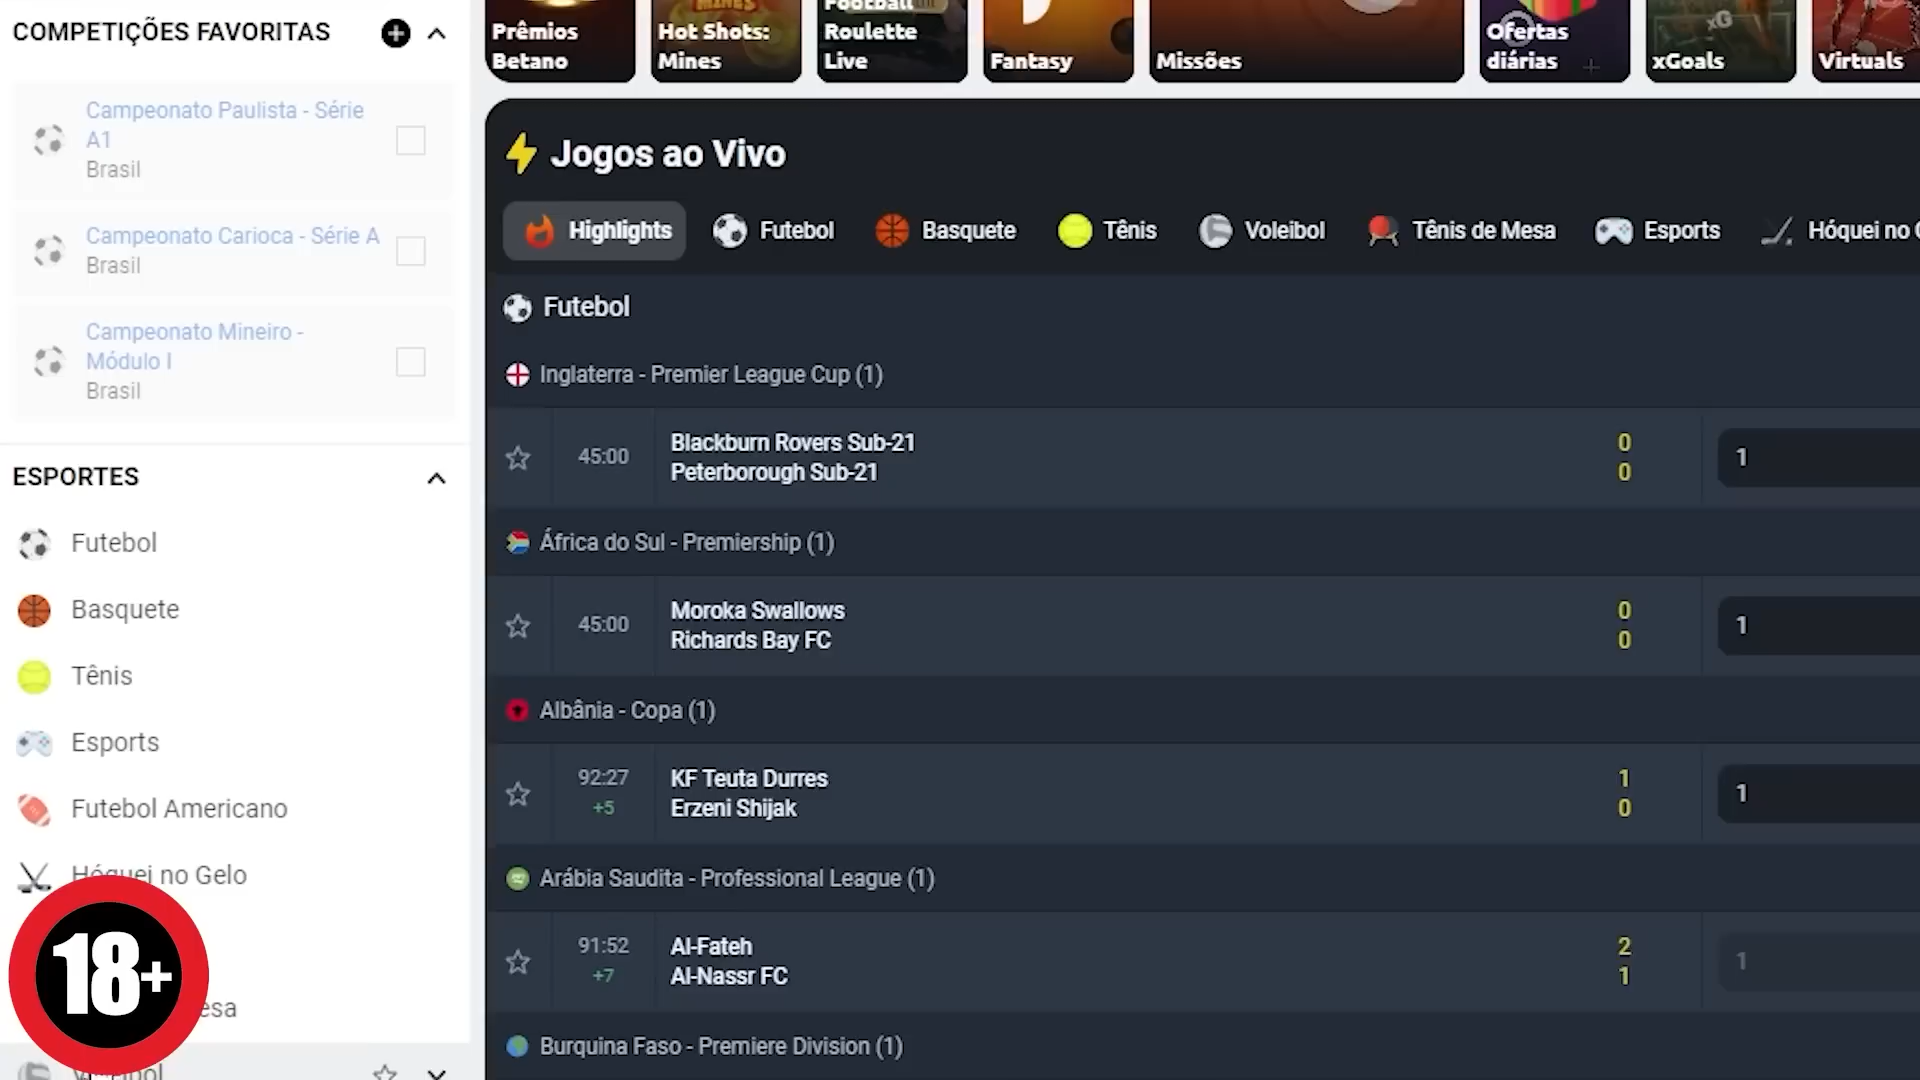 COMPETIÇÕES FAVORITAS
Campeonato Paulista - Série
A1
Brasil
Campeonato Carioca - Série A
Brasil
Campeonato Mineiro -
Módulo I
Brasil
ESPORTES
Futebol
Basquete
Tênis
Esports
Futebol Americano
Hóquei no Gelo
esa
18+
Prêmios
Betano
Hot Shots:
Mines
Football
Roulette
Live
Fantasy
Missões
Ofertas
diárias
xG
xGoals
Virtuals
Jogos ao Vivo
Highlights
Futebol
Basquete
Tênis
Voleibol
Tênis de Mesa
Esports
Hóquei no
Futebol
Inglaterra - Premier League Cup (1)
45:00
Blackburn Rovers Sub-21
Peterborough Sub-21
0
0
1
África do Sul - Premiership (1)
45:00
Moroka Swallows
Richards Bay FC
0
0
1
Albânia - Copa (1)
92:27
+5
KF Teuta Durres
Erzeni Shijak
1
0
1
Arábia Saudita - Professional League (1)
91:52
+7
Al-Fateh
Al-Nassr FC
2
1
1
Burquina Faso - Premiere Division (1)